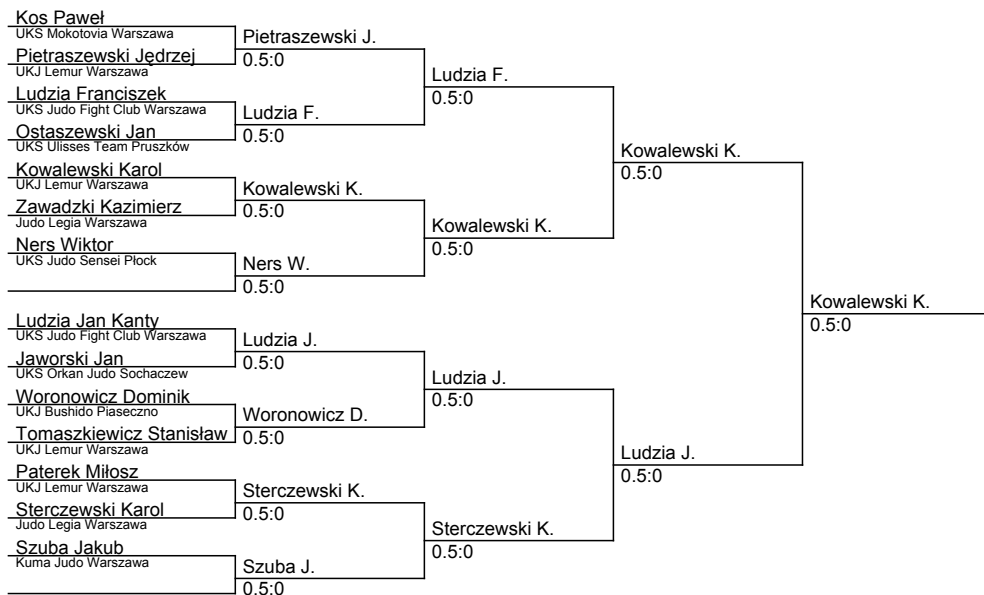 Kos Paweł
UKS Mokotovia Warszawa
Pietraszewski Jędrzej
UKJ Lemur Warszawa
Ludzia Franciszek
UKS Judo Fight Club Warszawa
Ostaszewski Jan
UKS Ulisses Team Pruszków
Kowalewski Karol
UKJ Lemur Warszawa
Zawadzki Kazimierz
Judo Legia Warszawa
Ners Wiktor
UKS Judo Sensei Płock
Ludzia Jan Kanty
UKS Judo Fight Club Warszawa
Jaworski Jan
UKS Orkan Judo Sochaczew
Woronowicz Dominik
UKJ Bushido Piaseczno
Tomaszkiewicz Stanisław
UKJ Lemur Warszawa
Paterek Miłosz
UKJ Lemur Warszawa
Sterczewski Karol
Judo Legia Warszawa
Szuba Jakub
Kuma Judo Warszawa
Pietraszewski J.
0.5:0
Ludzia F.
0.5:0
Kowalewski K.
0.5:0
Ners W.
0.5:0
Ludzia J.
0.5:0
Woronowicz D.
0.5:0
Sterczewski K.
0.5:0
Szuba J.
0.5:0
Ludzia F.
0.5:0
Kowalewski K.
0.5:0
Ludzia J.
0.5:0
Sterczewski K.
0.5:0
Kowalewski K.
0.5:0
Ludzia J.
0.5:0
Kowalewski K.
0.5:0